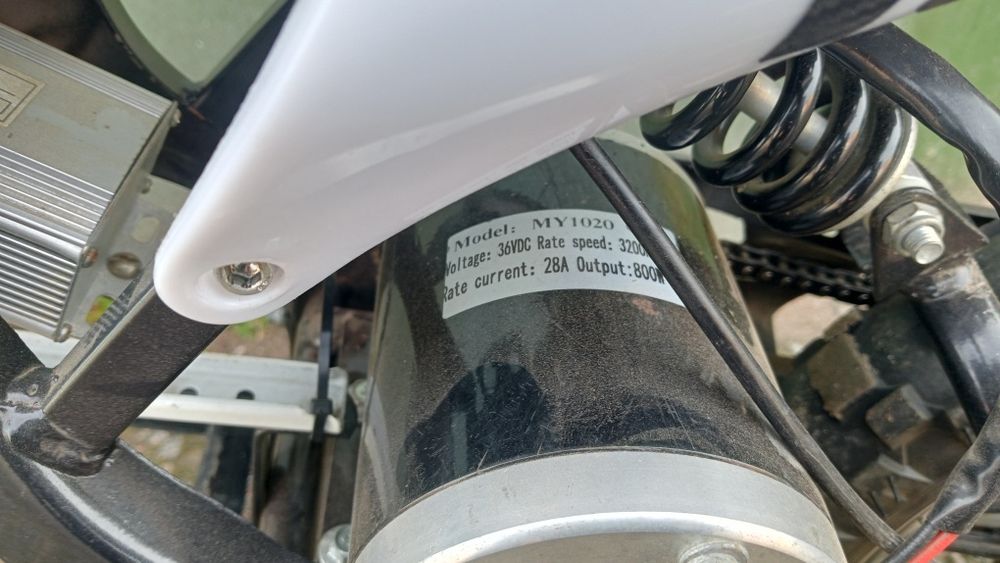 Model: MY1020
Voltage: 36VDC Rate speed: 3200
Rate current: 28A Output:800W